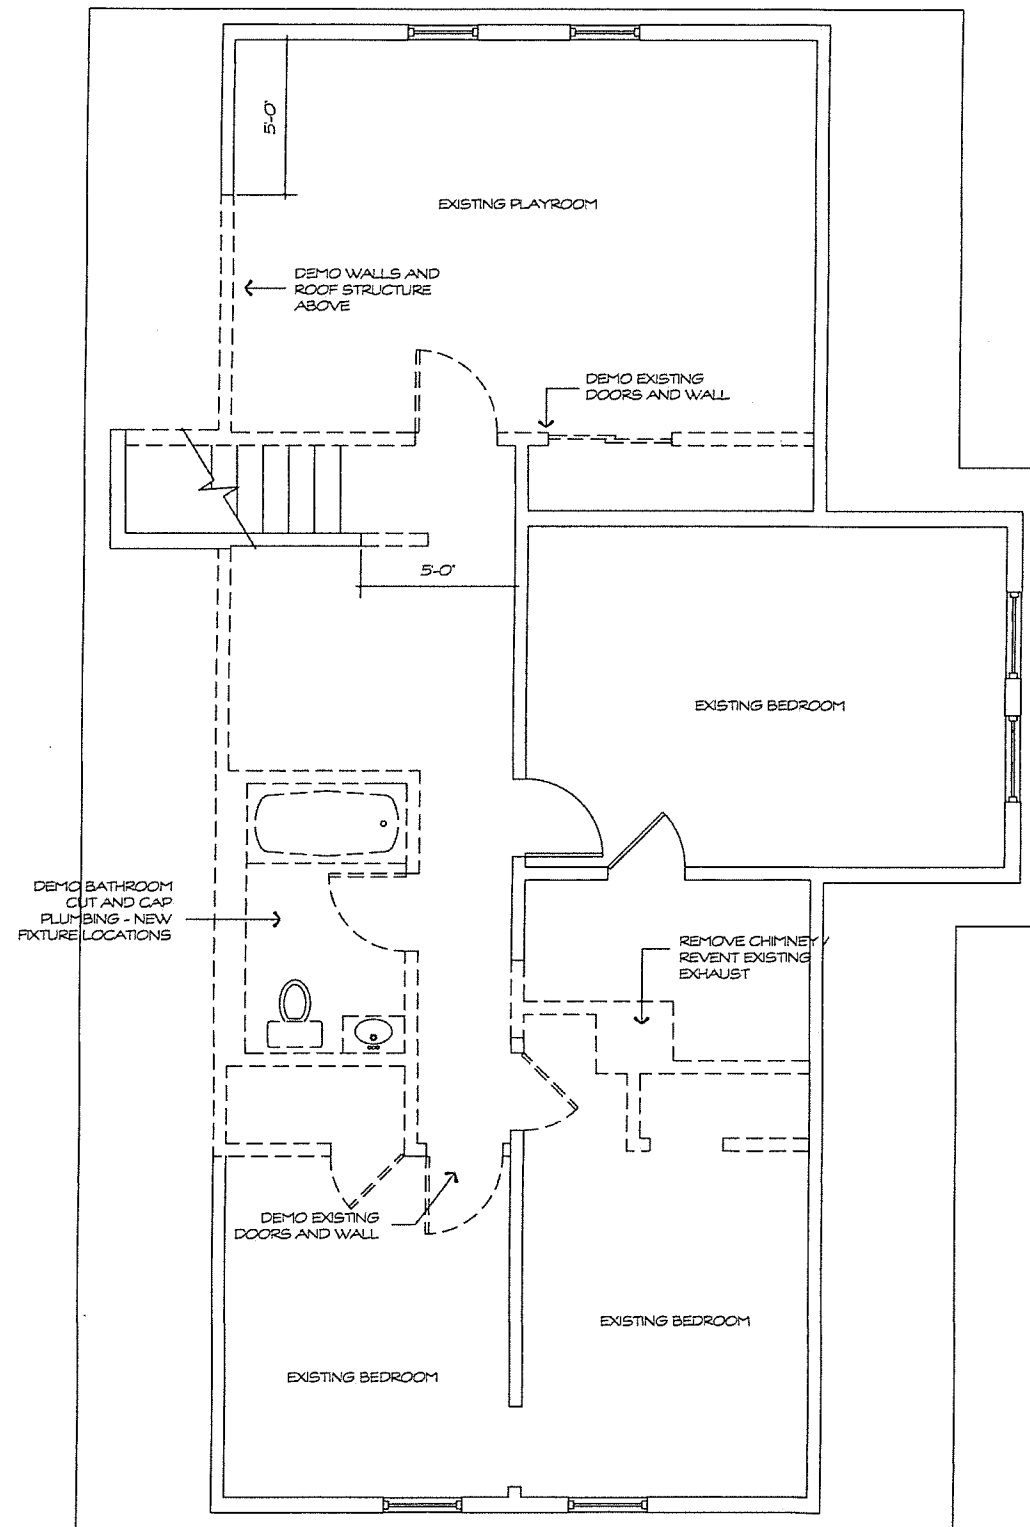 5'-0"
EXISTING PLAYROOM
DEMO WALLS AND
ROOF STRUCTURE
ABOVE
DEMO EXISTING
DOORS AND WALL
5'-0"
EXISTING BEDROOM
DEMO BATHROOM
CUT AND CAP
PLUMBING - NEW
FIXTURE LOCATIONS
REMOVE CHIMNEY /
REVENT EXISTING
EXHAUST
DEMO EXISTING
DOORS AND WALL
EXISTING BEDROOM
EXISTING BEDROOM